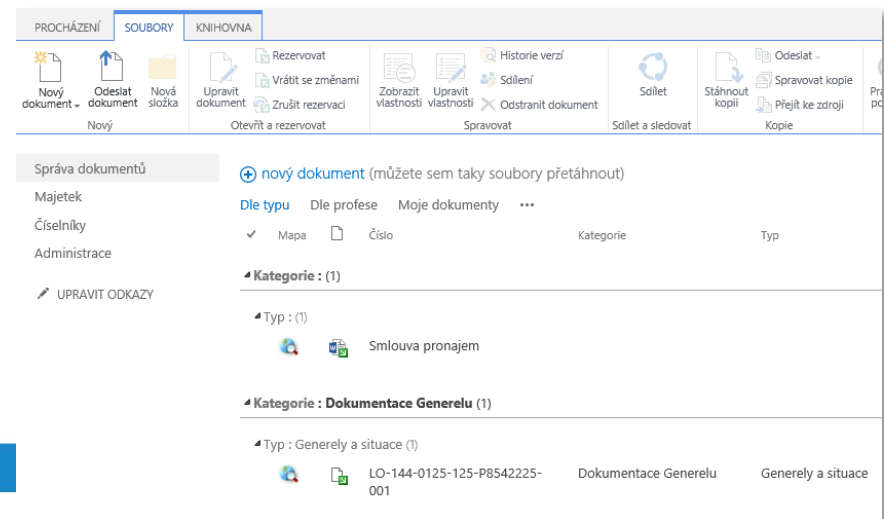 PROCHÁZENÍ SOUBORY KNIHOVNA
Nový dokument
Odeslat dokument
Nová složka
Nový
Upravit dokument
Rezervovat
Vrátit se změnami
Zrušit rezervaci
Otevřít a rezervovat
Zobrazit vlastnosti
Upravit vlastnosti
Historie verzí
Sdílení
Odstranit dokument
Spravovat
Sdílet
Sdílet a sledovat
Stáhnout kopii
Odeslat
Spravovat kopie
Přejít ke zdroji
Kopie
Správa dokumentů
Majetek
Číselníky
Administrace
UPRAVIT ODKAZY
nový dokument (můžete sem taky soubory přetáhnout)
Dle typu Dle profese Moje dokumenty ...
Mapa Číslo Kategorie Typ
Kategorie : (1)
Typ : (1)
Smlouva pronajem
Kategorie : Dokumentace Generelu (1)
Typ : Generely a situace (1)
LO-144-0125-125-P8542225- Dokumentace Generelu Generely a situace
001